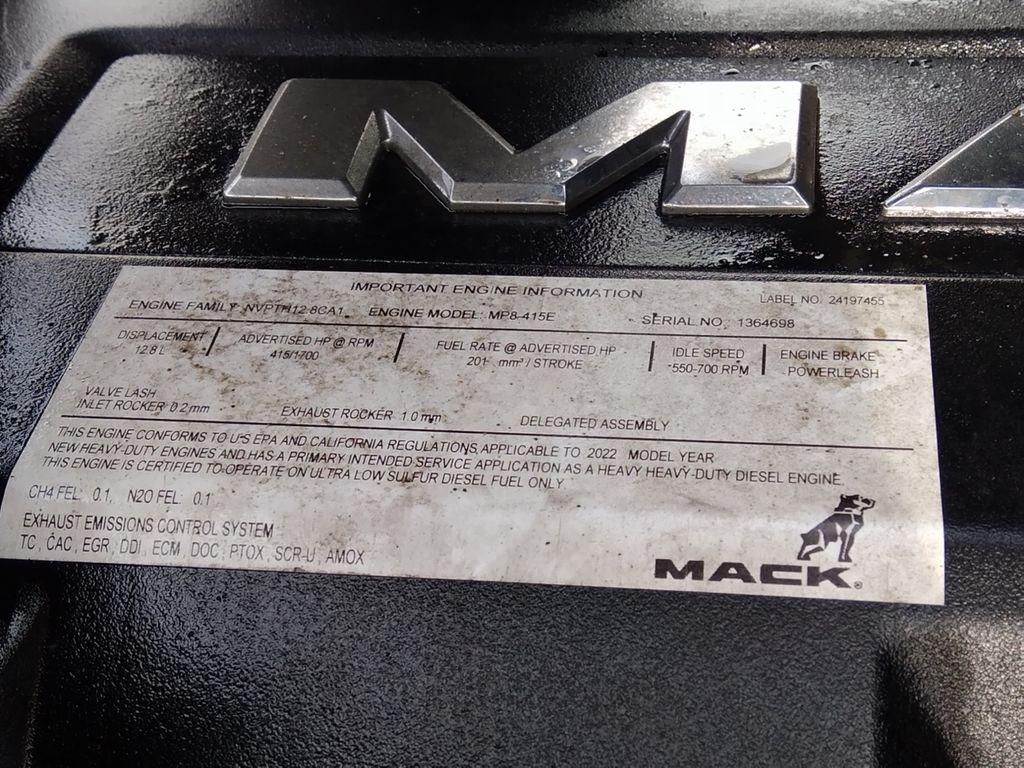 MA
IMPORTANT ENGINE INFORMATION
LABEL NO. 24197455
ENGINE FAMILY NVPTH12.8CA1 ENGINE MODEL: MP8-415E SERIAL NO. 1364698
DISPLACEMENT ADVERTISED HP @ RPM FUEL RATE @ ADVERTISED HP IDLE SPEED ENGINE BRAKE
12.8 L 415/1700 201 mm³ / STROKE 550-700 RPM POWERLEASH
VALVE LASH
INLET ROCKER 0.2 mm EXHAUST ROCKER 1.0 mm DELEGATED ASSEMBLY
THIS ENGINE CONFORMS TO U S EPA AND CALIFORNIA REGULATIONS APPLICABLE TO 2022 MODEL YEAR
NEW HEAVY-DUTY ENGINES AND HAS A PRIMARY INTENDED SERVICE APPLICATION AS A HEAVY HEAVY-DUTY DIESEL ENGINE.
THIS ENGINE IS CERTIFIED TO OPERATE ON ULTRA LOW SULFUR DIESEL FUEL ONLY.
CH4 FEL: 0.1, N2O FEL: 0.1
EXHAUST EMISSIONS CONTROL SYSTEM
TC , CAC , EGR , DDI , ECM , DOC , PTOX , SCR-U , AMOX
MACK®